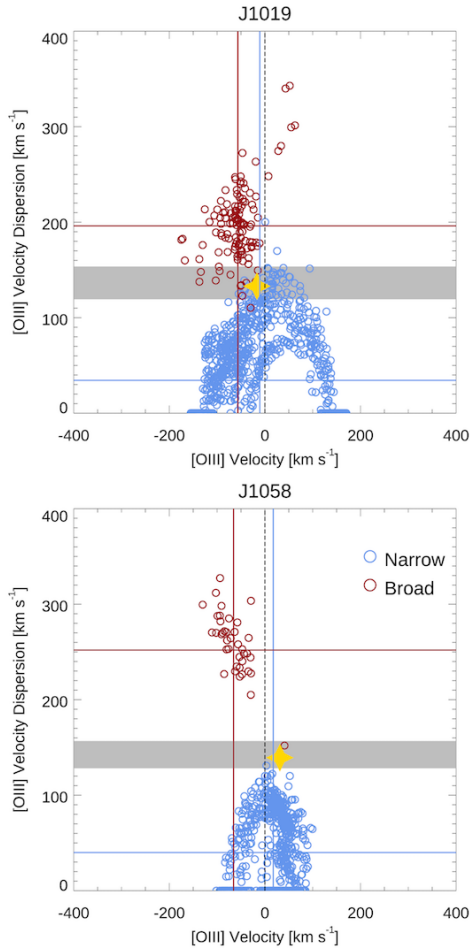 J1019
[OIII] Velocity Dispersion [km s⁻¹]
400
300
200
100
0
-400
-200
0
200
400
[OIII] Velocity [km s⁻¹]
J1058
[OIII] Velocity Dispersion [km s⁻¹]
400
300
200
100
0
Narrow
Broad
-400
-200
0
200
400
[OIII] Velocity [km s⁻¹]